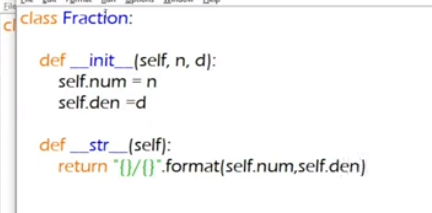 class Fraction:
def __init__(self, n, d):
self.num = n
self.den =d
def __str__(self):
return "{}/{}".format(self.num,self.den)